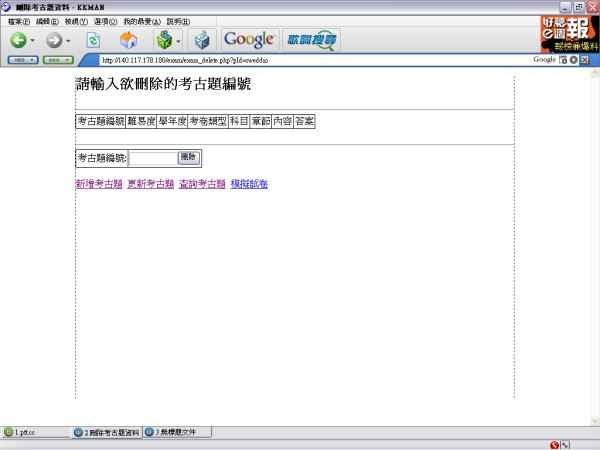 刪除考古題資料 - KKMAN
檔案(F) 編輯(E) 檢視(V) 選項(O) 我的最愛(A) 說明(H)
好聽
e週報
報榜麻爆料
Google 歌詞搜尋
http://140.117.178.188/exam/exam_delete.php?pId=sweddio
Google
請輸入欲刪除的考古題編號
考古題編號 難易度 學年度 考卷類型 科目 章節 內容 答案
考古題編號: 刪除
新增考古題 更新考古題 查詢考古題 模擬試卷
1.ptt.cc 2.刪除考古題資料 3.無標題文件